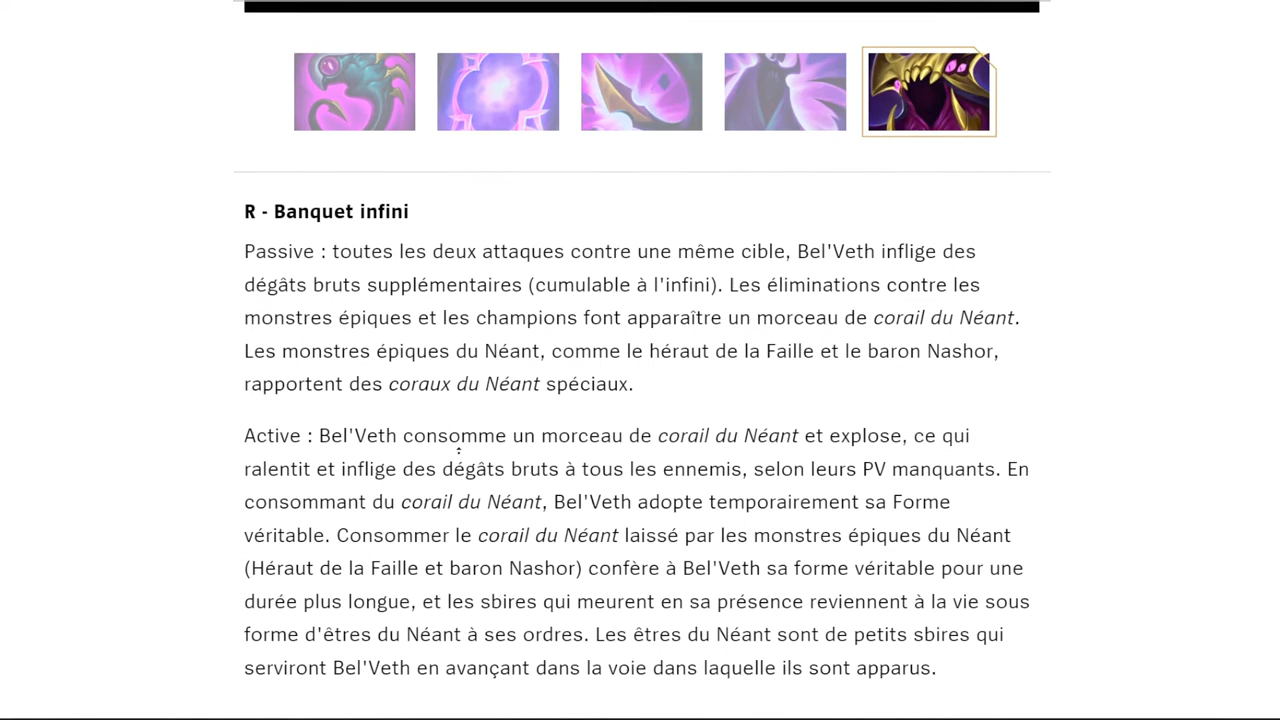 R - Banquet infini
Passive : toutes les deux attaques contre une même cible, Bel'Veth inflige des
dégâts bruts supplémentaires (cumulable à l'infini). Les éliminations contre les
monstres épiques et les champions font apparaître un morceau de corail du Néant.
Les monstres épiques du Néant, comme le héraut de la Faille et le baron Nashor,
rapportent des coraux du Néant spéciaux.
Active : Bel'Veth consomme un morceau de corail du Néant et explose, ce qui
ralentit et inflige des dégâts bruts à tous les ennemis, selon leurs PV manquants. En
consommant du corail du Néant, Bel'Veth adopte temporairement sa Forme
véritable. Consommer le corail du Néant laissé par les monstres épiques du Néant
(Héraut de la Faille et baron Nashor) confère à Bel'Veth sa forme véritable pour une
durée plus longue, et les sbires qui meurent en sa présence reviennent à la vie sous
forme d'êtres du Néant à ses ordres. Les êtres du Néant sont de petits sbires qui
serviront Bel'Veth en avançant dans la voie dans laquelle ils sont apparus.